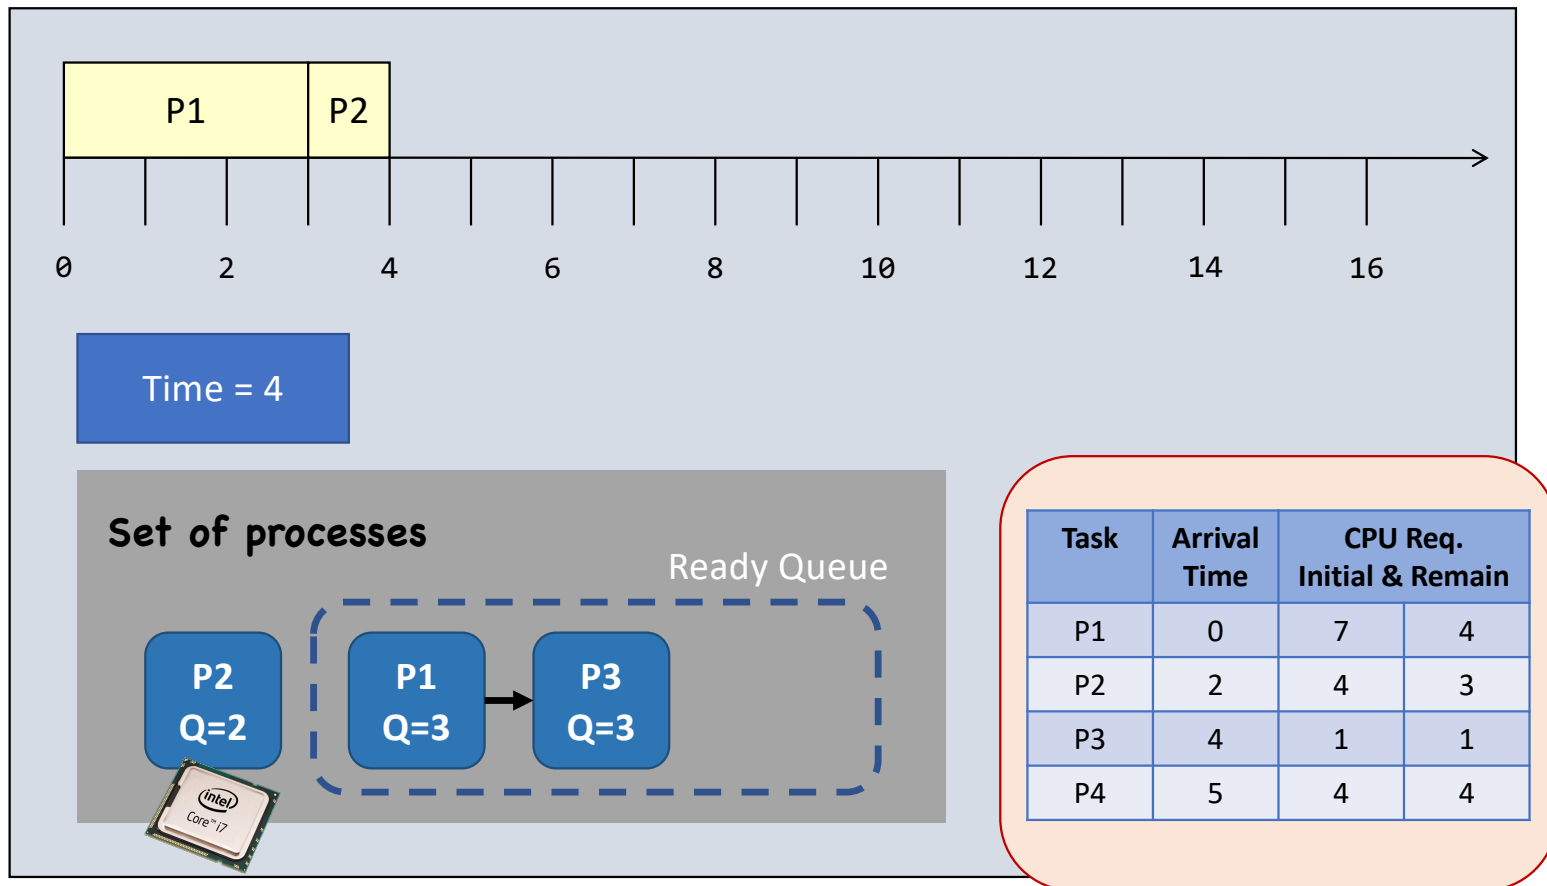 P1 P2
0 2 4 6 8 10 12 14 16
Time = 4
Set of processes
Ready Queue
P2
Q=2
P1
Q=3
P3
Q=3
intel
Core™ i7
Task Arrival Time CPU Req. Initial & Remain
P1 0 7 4
P2 2 4 3
P3 4 1 1
P4 5 4 4